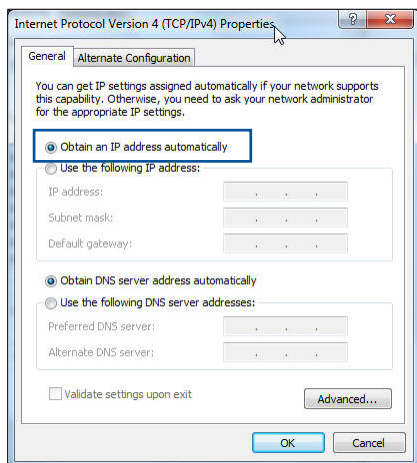 Internet Protocol Version 4 (TCP/IPv4) Properties
General
Alternate Configuration
You can get IP settings assigned automatically if your network supports
this capability. Otherwise, you need to ask your network administrator
for the appropriate IP settings.
Obtain an IP address automatically
Use the following IP address:
IP address:
Subnet mask:
Default gateway:
Obtain DNS server address automatically
Use the following DNS server addresses:
Preferred DNS server:
Alternate DNS server:
Validate settings upon exit
Advanced...
OK
Cancel